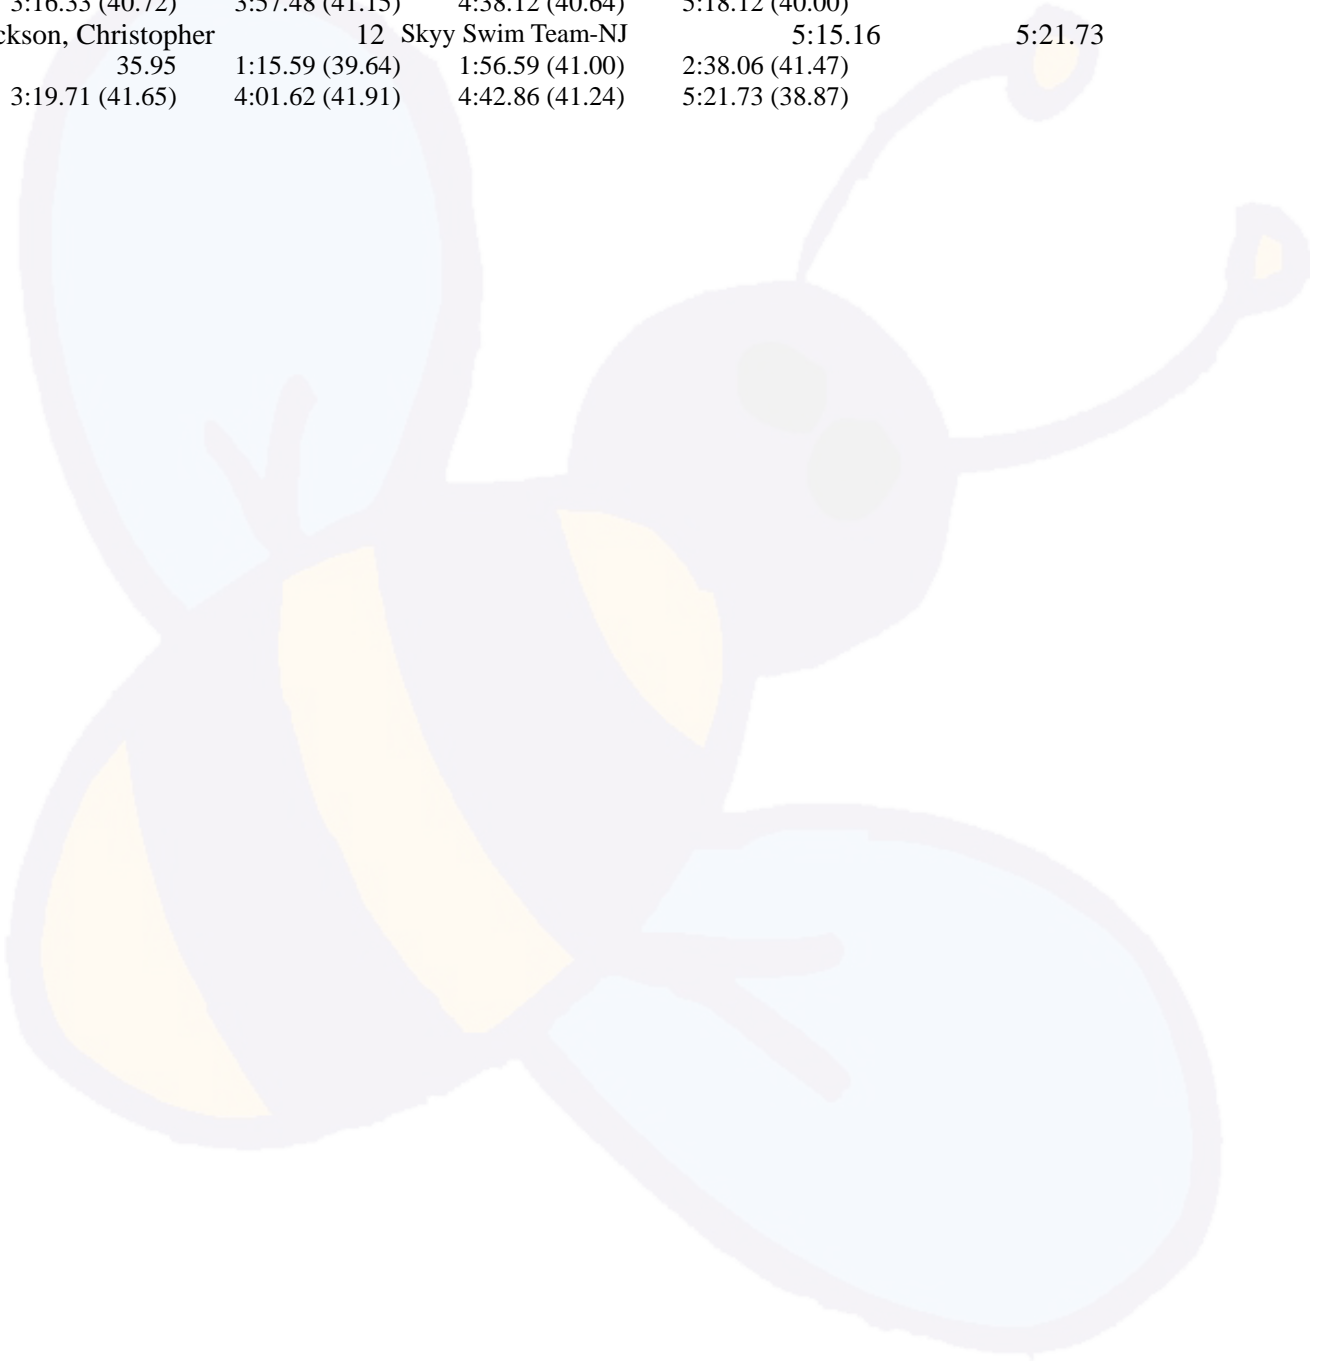 3:16.33 (40.72) 3:57.48 (41.15) 4:38.12 (40.64) 5:18.12 (40.00)
ckson, Christopher 12 Skyy Swim Team-NJ 5:15.16 5:21.73
35.95 1:15.59 (39.64) 1:56.59 (41.00) 2:38.06 (41.47)
3:19.71 (41.65) 4:01.62 (41.91) 4:42.86 (41.24) 5:21.73 (38.87)